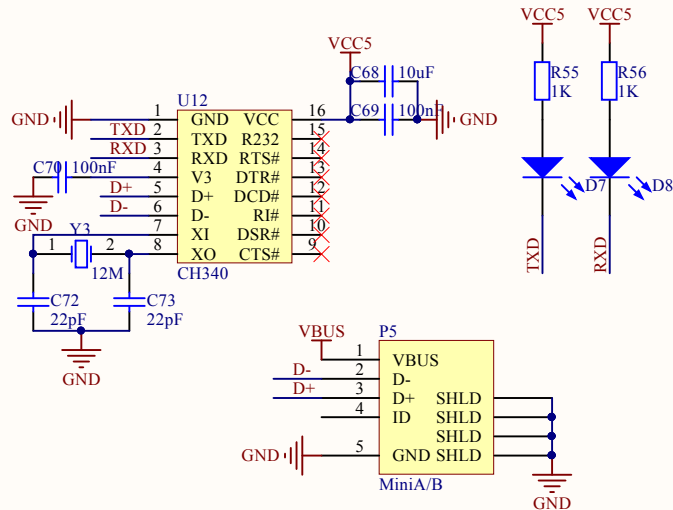 VCC5
VCC5 VCC5
C68 10uF
R55 R56
1K 1K
U12
C69 100nF
GND 1 GND VCC 16 GND
TXD 2 TXD R232 15
RXD 3 RXD RTS# 14
C70 100nF 4 V3 DTR# 13
D+ 5 D+ DCD# 12
D- 6 D- RI# 11
GND
7 XI DSR# 10
Y3
1 2 8 XO CTS# 9
12M
CH340
D7 D8
TXD RXD
C72 C73
22pF 22pF
GND
VBUS P5
1 VBUS
D- 2 D-
D+ 3 D+ SHLD
4 ID SHLD
SHLD
GND 5 GND SHLD
MiniA/B
GND